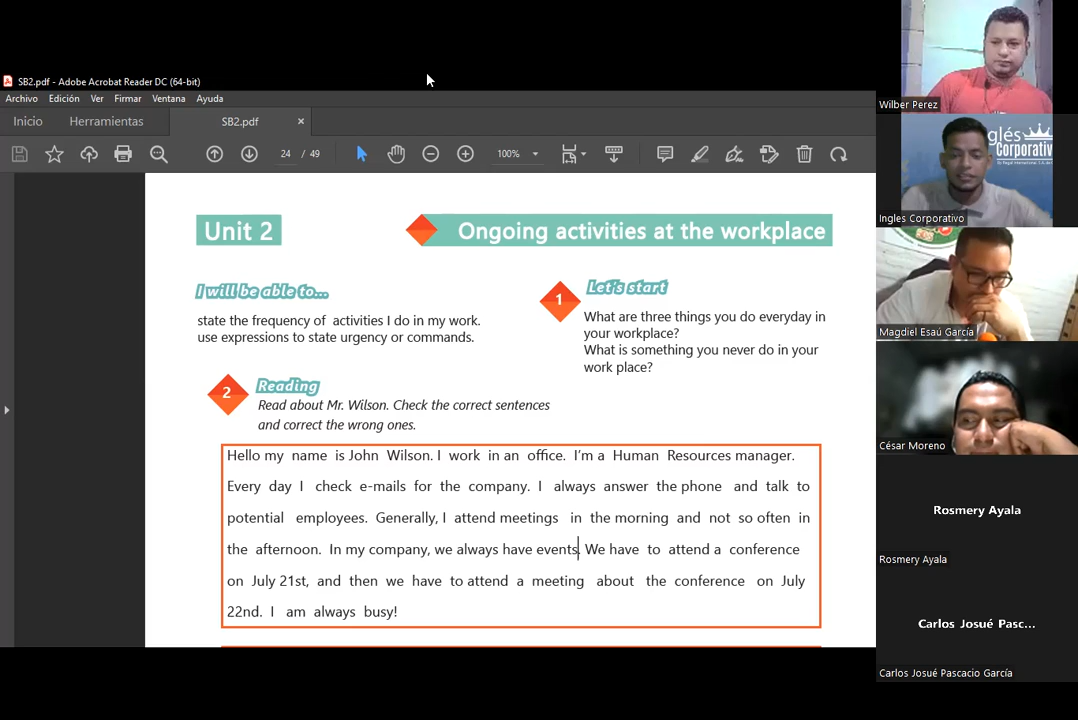 SB2.pdf - Adobe Acrobat Reader DC (64-bit)
Archivo Edición Ver Firmar Ventana Ayuda
Inicio Herramientas SB2.pdf ×
24 / 49 100%
Unit 2
Ongoing activities at the workplace
I will be able to...
state the frequency of activities I do in my work.
use expressions to state urgency or commands.
1
Let's start
What are three things you do everyday in
your workplace?
What is something you never do in your
work place?
2
Reading
Read about Mr. Wilson. Check the correct sentences
and correct the wrong ones.
Hello my name is John Wilson. I work in an office. I'm a Human Resources manager.
Every day I check e-mails for the company. I always answer the phone and talk to
potential employees. Generally, I attend meetings in the morning and not so often in
the afternoon. In my company, we always have events. We have to attend a conference
on July 21st, and then we have to attend a meeting about the conference on July
22nd. I am always busy!
Wilber Perez
glés
Corporativ
Ingles Corporativo
Magdiel Esaú García
César Moreno
Rosmery Ayala
Rosmery Ayala
Carlos Josué Pasc...
Carlos Josué Pascacio García